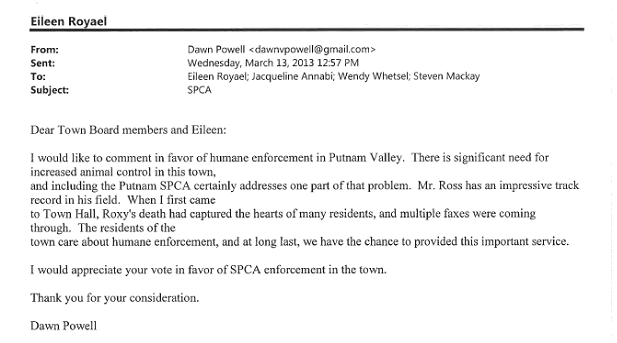 Eileen Royael
From: Dawn Powell <dawnvpowell@gmail.com>
Sent: Wednesday, March 13, 2013 12:57 PM
To: Eileen Royael; Jacqueline Annabi; Wendy Whetsel; Steven Mackay
Subject: SPCA
Dear Town Board members and Eileen:
I would like to comment in favor of humane enforcement in Putnam Valley. There is significant need for
increased animal control in this town,
and including the Putnam SPCA certainly addresses one part of that problem. Mr. Ross has an impressive track
record in his field. When I first came
to Town Hall, Roxy's death had captured the hearts of many residents, and multiple faxes were coming
through. The residents of the
town care about humane enforcement, and at long last, we have the chance to provided this important service.
I would appreciate your vote in favor of SPCA enforcement in the town.
Thank you for your consideration.
Dawn Powell